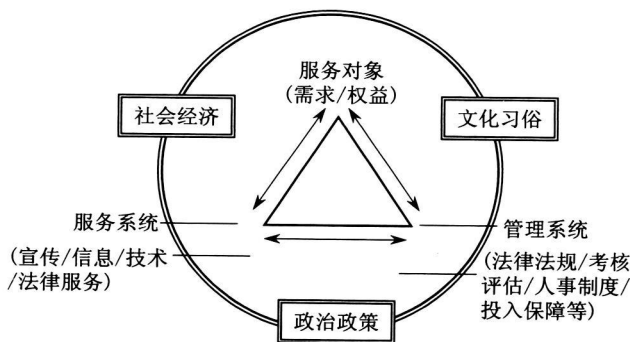 服务对象
(需求/权益)
社会经济
文化习俗
服务系统
(宣传/信息/技术
/法律服务)
管理系统
(法律法规/考核
评估/人事制度/
投入保障等)
政治政策